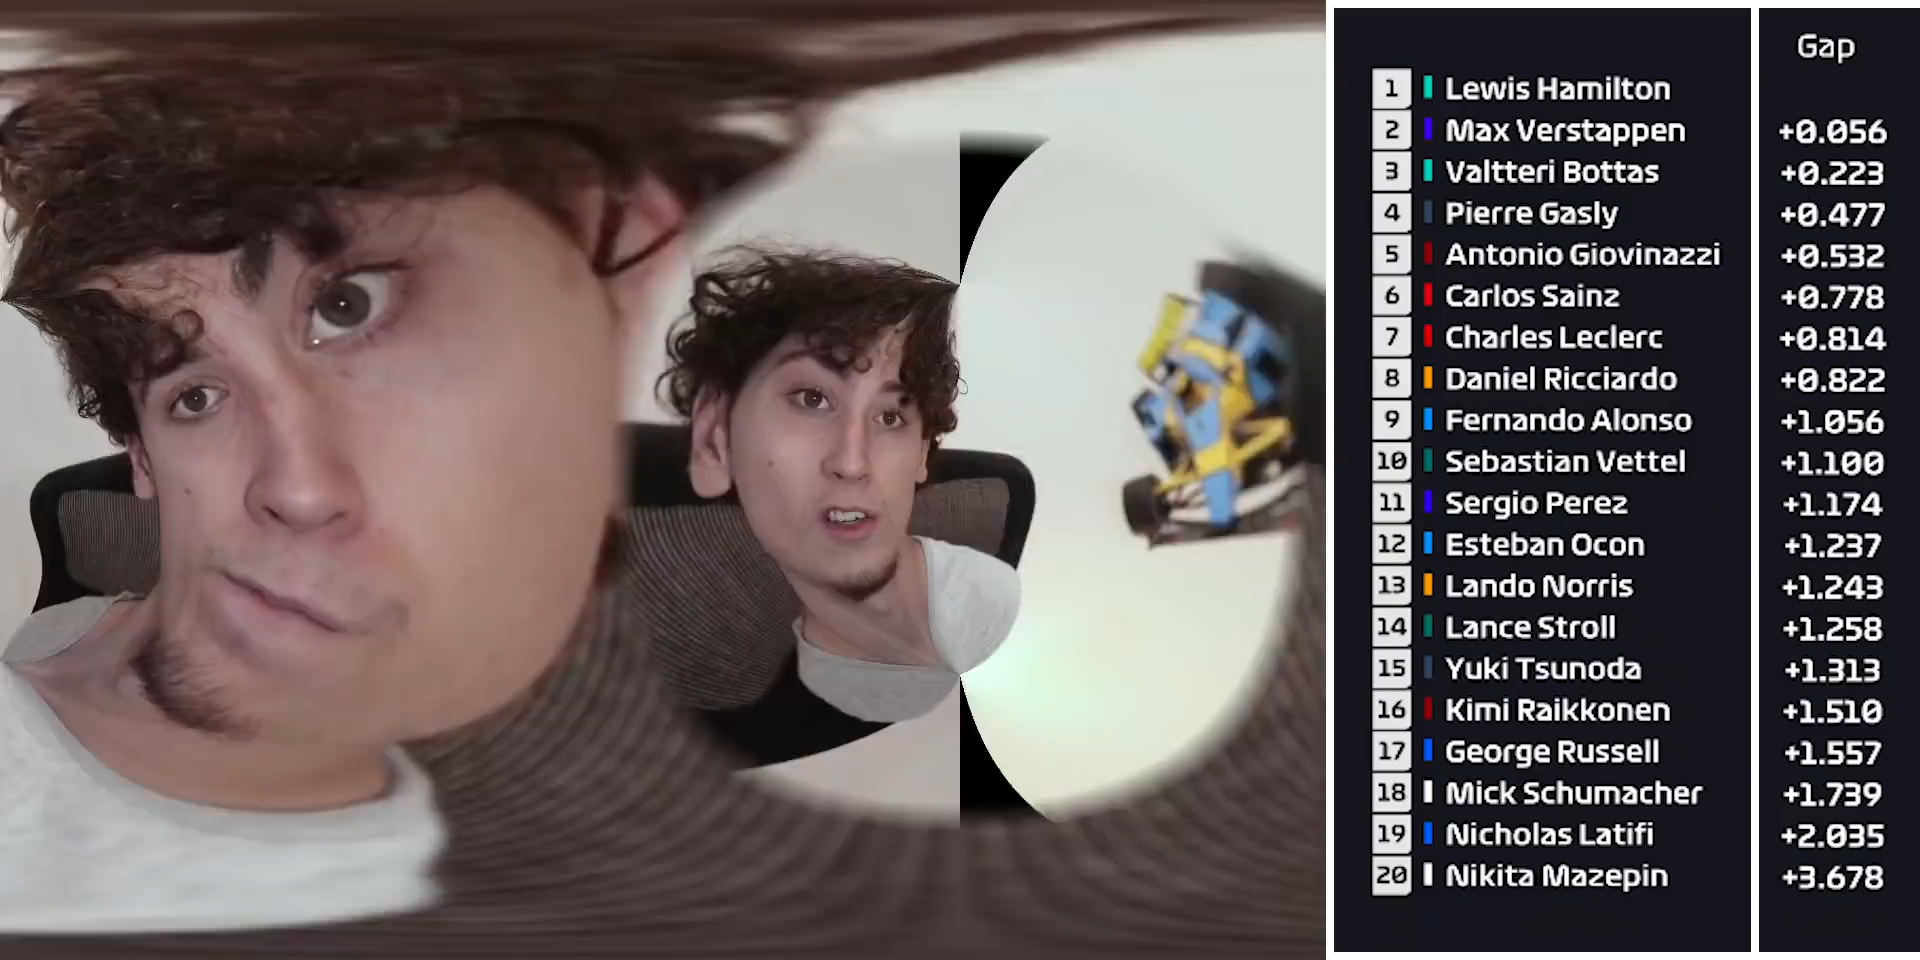 Gap
1 Lewis Hamilton
2 Max Verstappen +0.056
3 Valtteri Bottas +0.223
4 Pierre Gasly +0.477
5 Antonio Giovinazzi +0.532
6 Carlos Sainz +0.778
7 Charles Leclerc +0.814
8 Daniel Ricciardo +0.822
9 Fernando Alonso +1.056
10 Sebastian Vettel +1.100
11 Sergio Perez +1.174
12 Esteban Ocon +1.237
13 Lando Norris +1.243
14 Lance Stroll +1.258
15 Yuki Tsunoda +1.313
16 Kimi Raikkonen +1.510
17 George Russell +1.557
18 Mick Schumacher +1.739
19 Nicholas Latifi +2.035
20 Nikita Mazepin +3.678